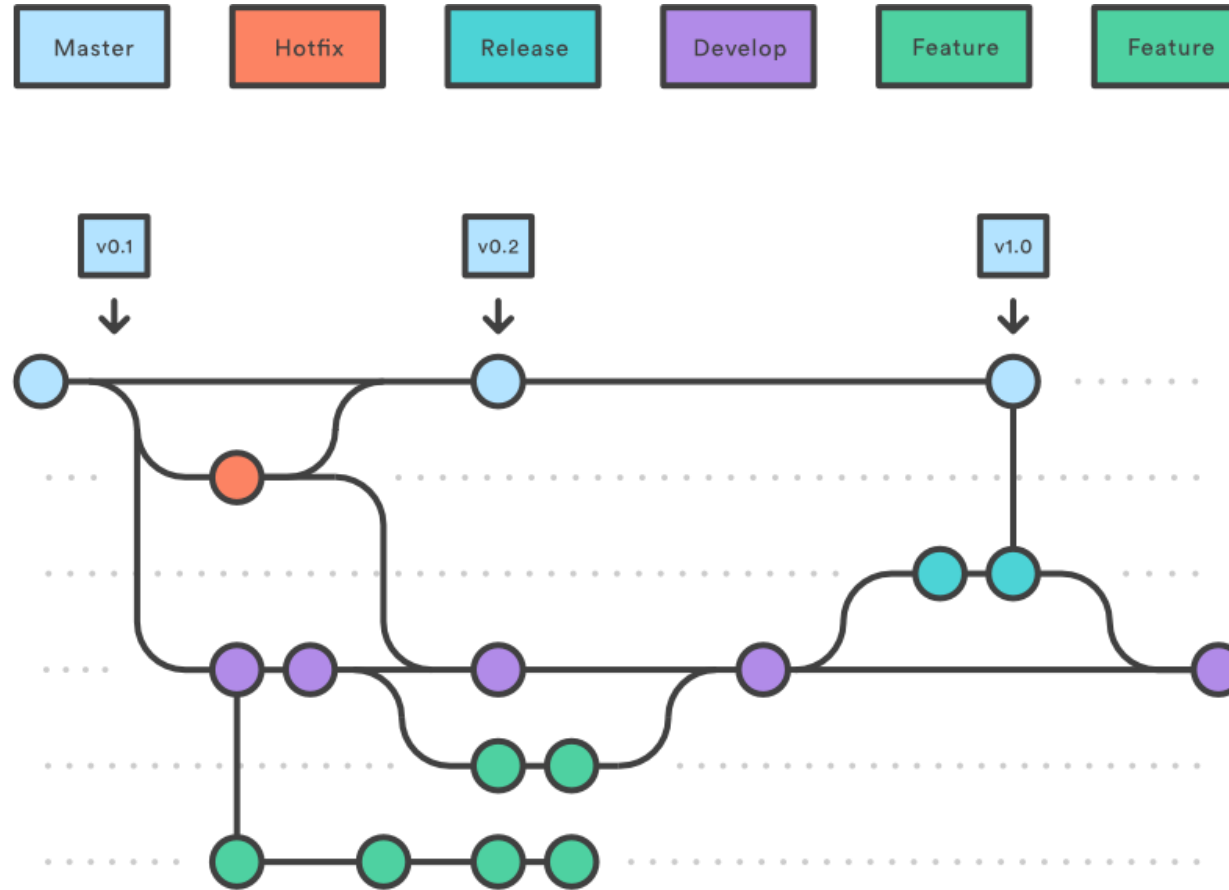 Master
Hotfix
Release
Develop
Feature
Feature
v0.1
v0.2
v1.0